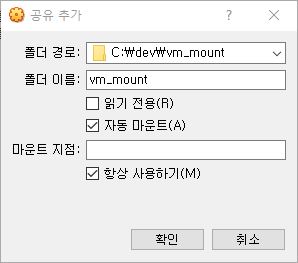 공유 추가 ? ×
폴더 경로: C:₩dev₩vm_mount
폴더 이름: vm_mount
읽기 전용(R)
자동 마운트(A)
마운트 지점:
항상 사용하기(M)
확인 취소